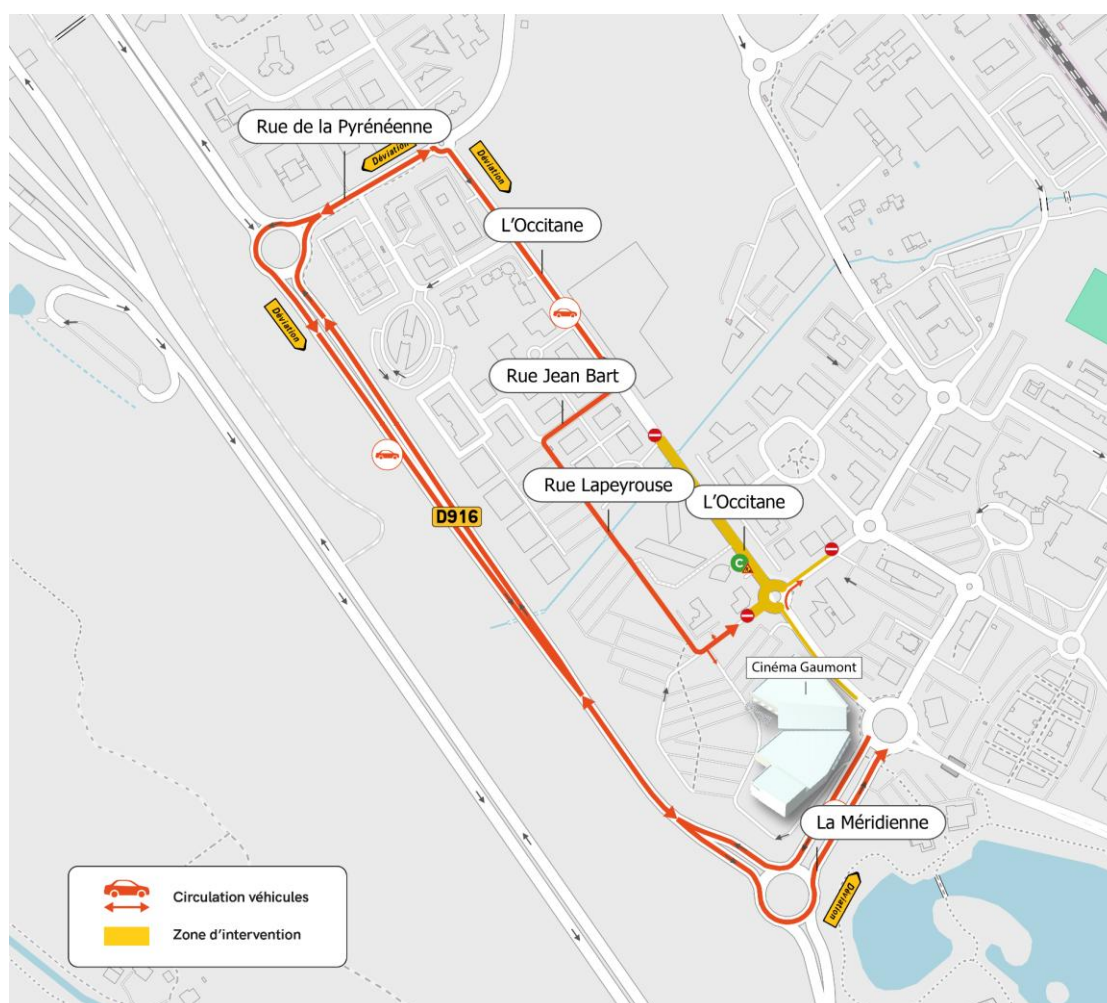 Rue de la Pyrénéenne
Déviation
Déviation
L'Occitane
Déviation
Rue Jean Bart
Rue Lapeyrouse
L'Occitane
D916
C
Cinéma Gaumont
La Méridienne
Déviation
Circulation véhicules
Zone d'intervention